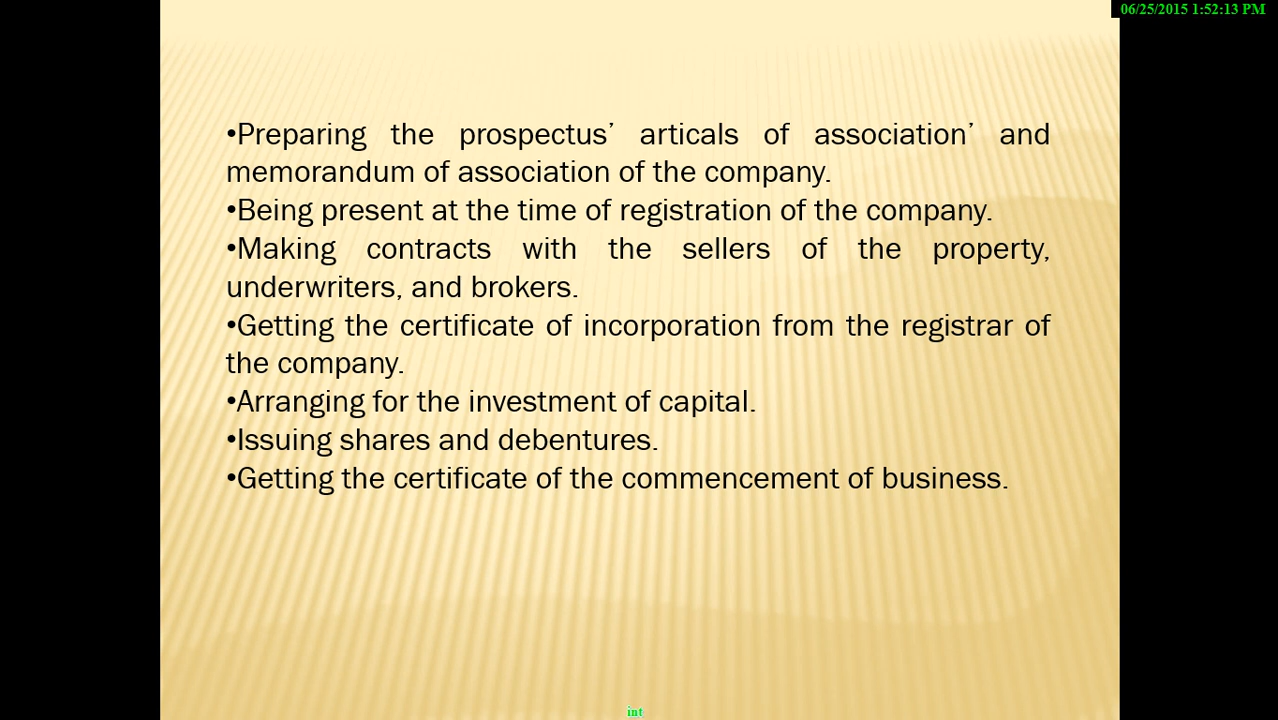 06/25/2015 1:52:13 PM
•Preparing the prospectus’ articals of association’ and
memorandum of association of the company.
•Being present at the time of registration of the company.
•Making contracts with the sellers of the property,
underwriters, and brokers.
•Getting the certificate of incorporation from the registrar of
the company.
•Arranging for the investment of capital.
•Issuing shares and debentures.
•Getting the certificate of the commencement of business.
int